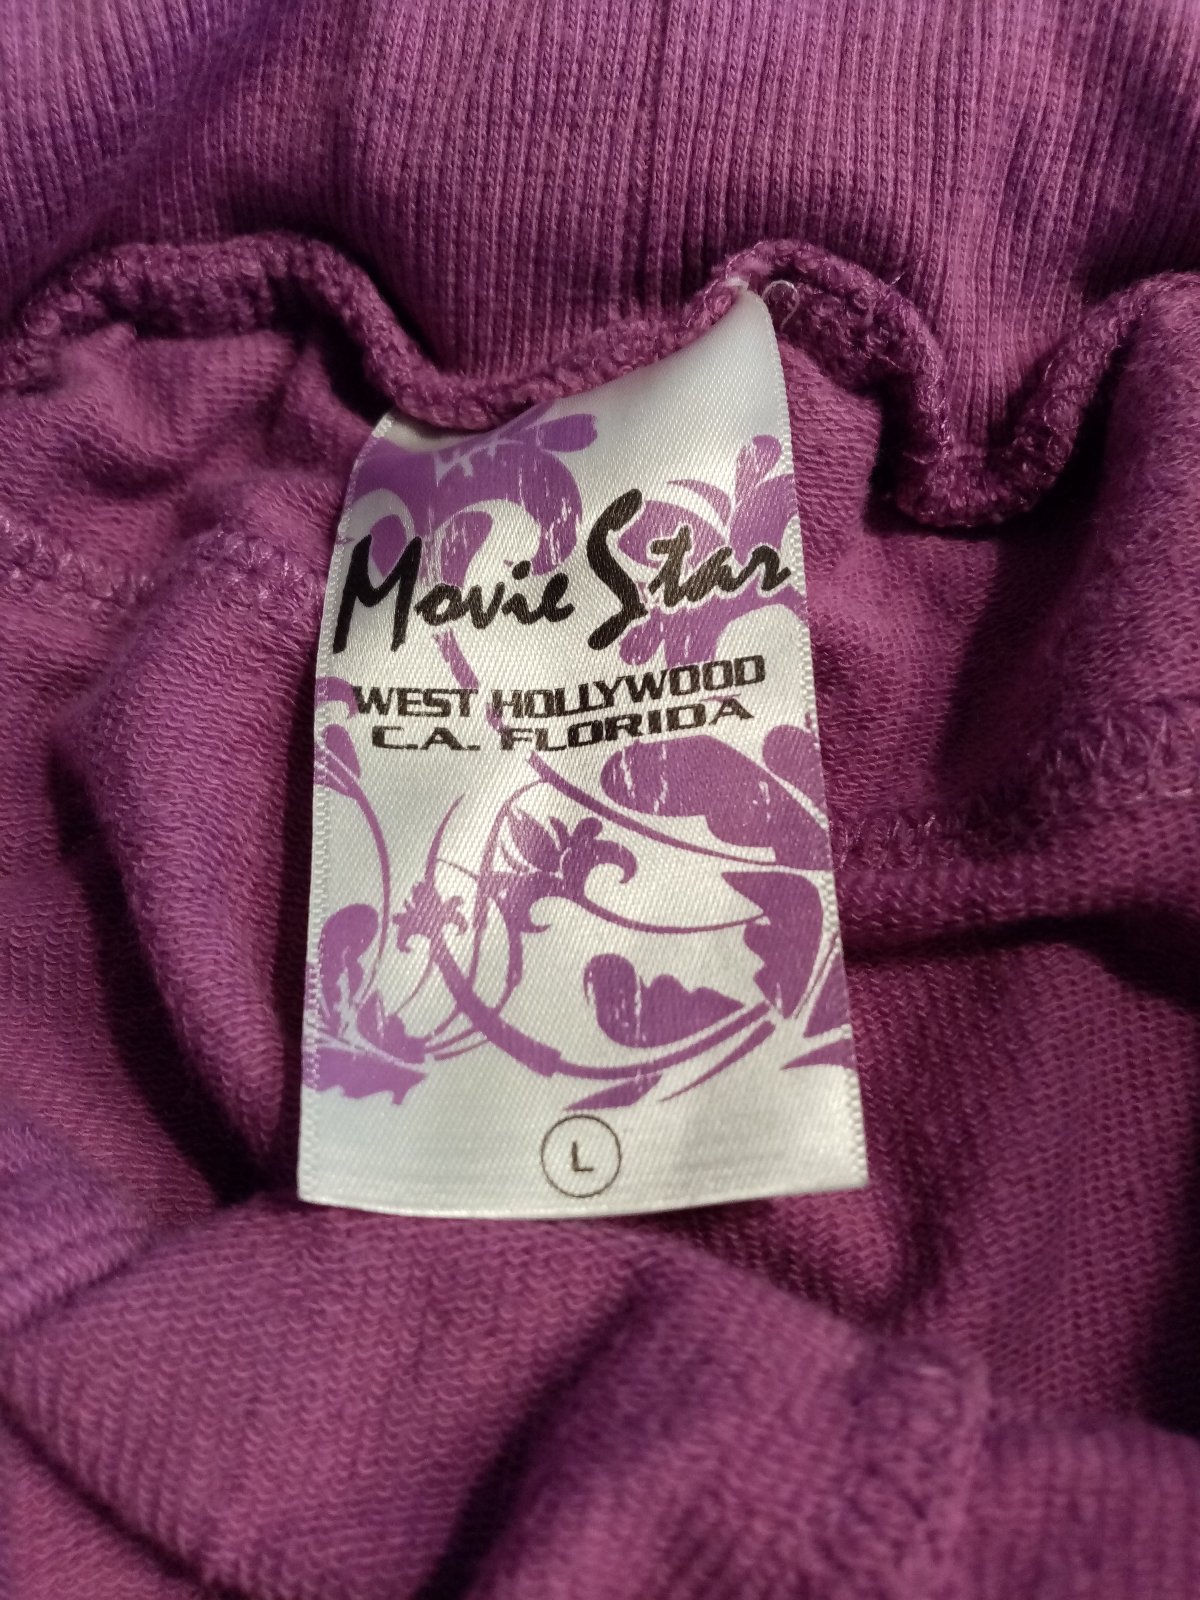 Movie Star
WEST HOLLYWOOD
C.A. FLORIDA
L